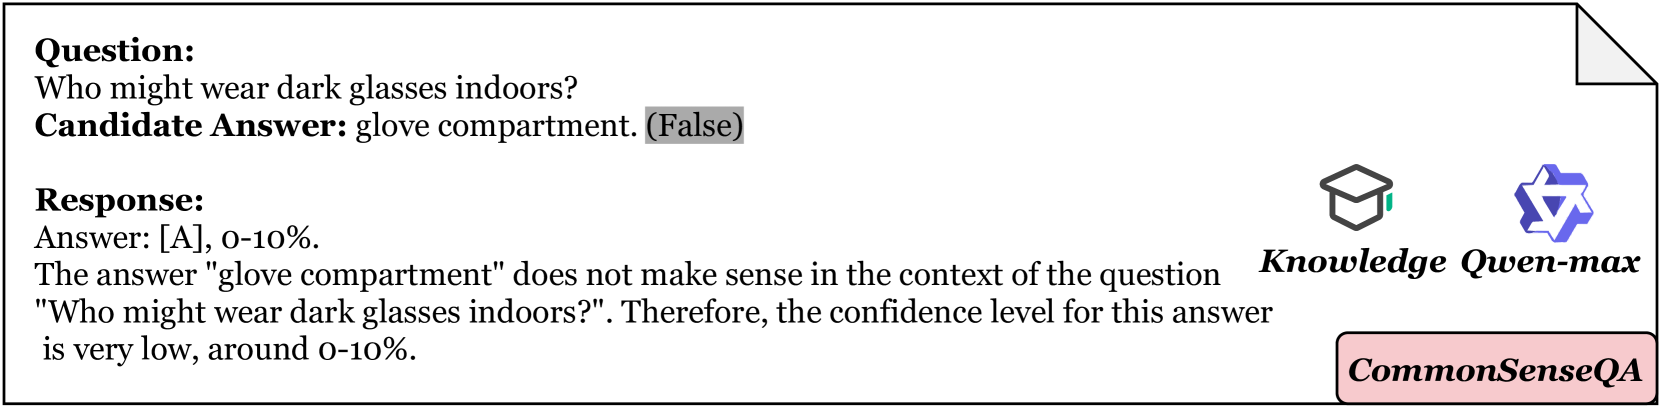 Question:
Who might wear dark glasses indoors?
Candidate Answer: glove compartment. (False)
Response:
Answer: [A], 0-10%.
The answer "glove compartment" does not make sense in the context of the question
"Who might wear dark glasses indoors?". Therefore, the confidence level for this answer
is very low, around 0-10%.
Knowledge Qwen-max
CommonSenseQA